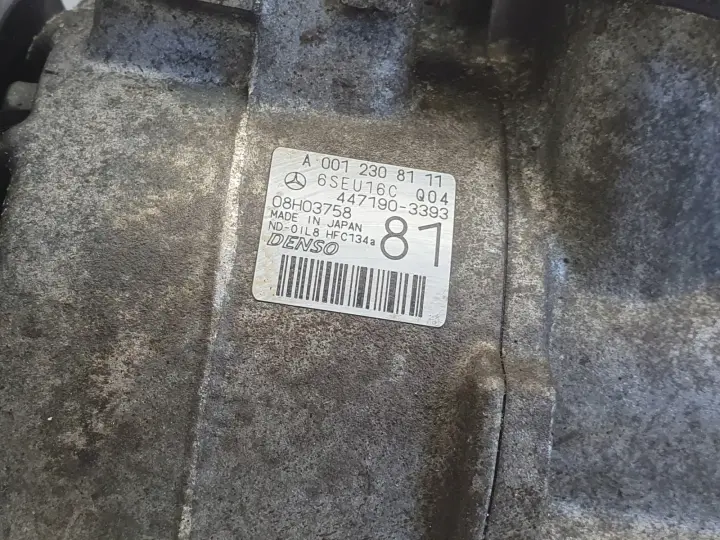 A 001 230 81 11
6SEU16C Q04
447190-3393
08H03758
MADE IN JAPAN
ND-OIL8 HFC134a
81
DENSO